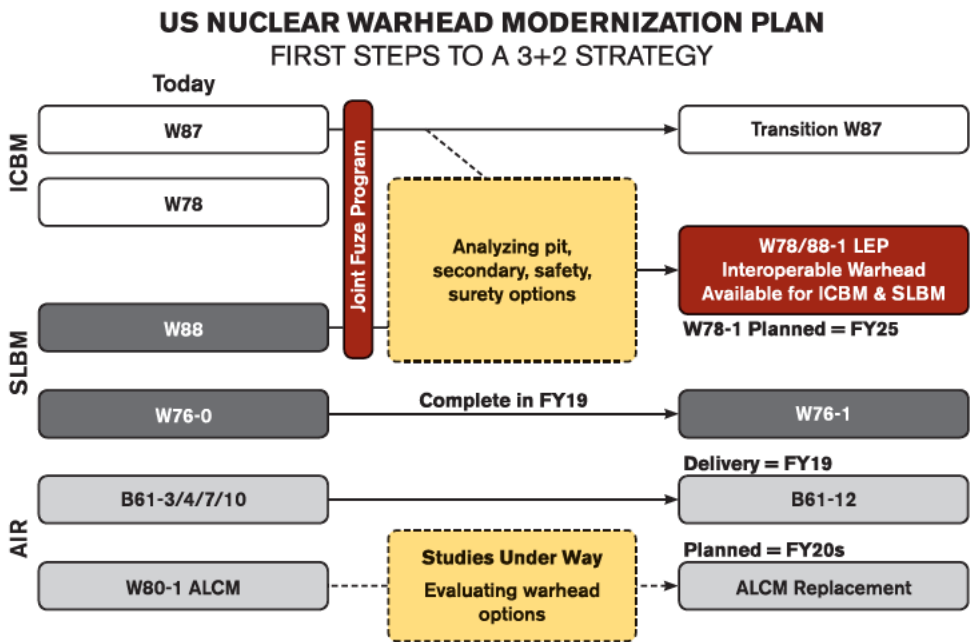 US NUCLEAR WARHEAD MODERNIZATION PLAN
FIRST STEPS TO A 3+2 STRATEGY
Today
ICBM
W87
Transition W87
W78
Joint Fuze Program
Analyzing pit,
secondary, safety,
surety options
W78/88-1 LEP
Interoperable Warhead
Available for ICBM & SLBM
W78-1 Planned = FY25
SLBM
W88
W76-0
Complete in FY19
W76-1
AIR
Delivery = FY19
B61-3/4/7/10
B61-12
Studies Under Way
Evaluating warhead
options
Planned = FY20s
W80-1 ALCM
ALCM Replacement